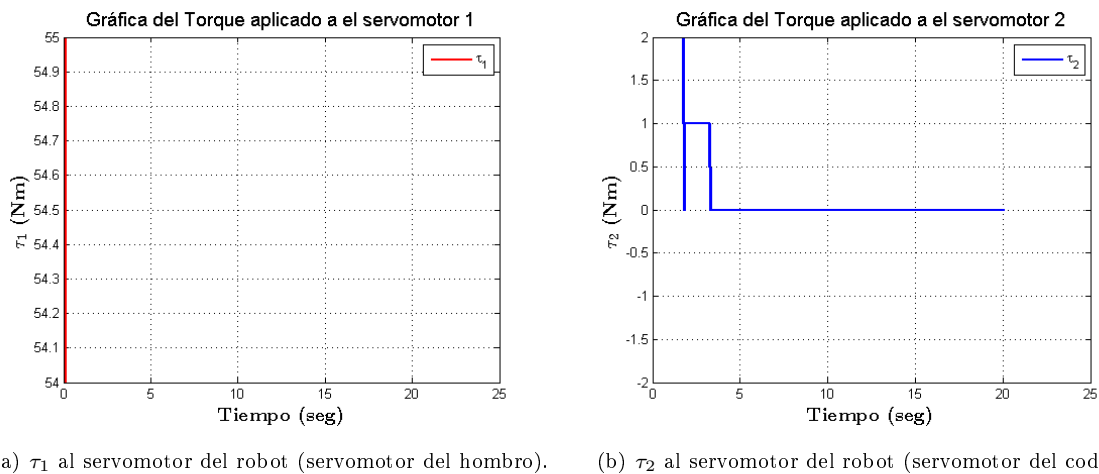 Gráfica del Torque aplicado a el servomotor 1
55
54.9
54.8
54.7
54.6
54.5
54.4
54.3
54.2
54.1
54
τ1 (Nm)
τ1
0 5 10 15 20 25
Tiempo (seg)
a) τ1 al servomotor del robot (servomotor del hombro).
Gráfica del Torque aplicado a el servomotor 2
2
1.5
1
0.5
0
-0.5
-1
-1.5
-2
τ2 (Nm)
τ2
0 5 10 15 20 25
Tiempo (seg)
(b) τ2 al servomotor del robot (servomotor del cod